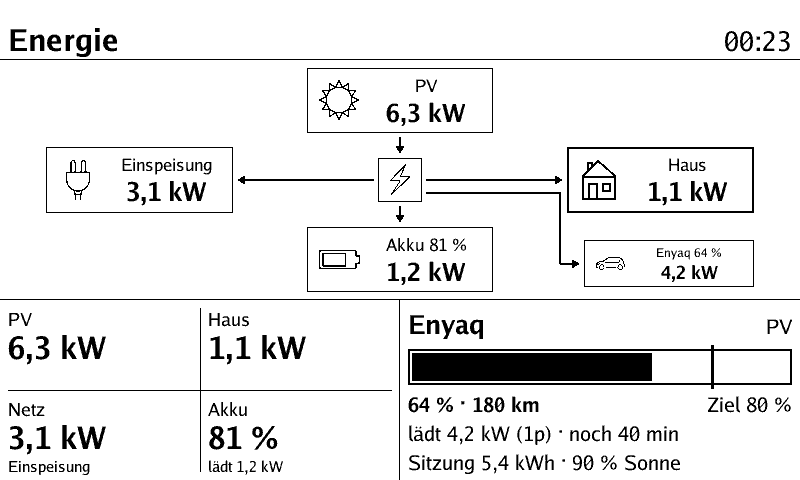 Energie
00:23
PV
6,3 kW
Einspeisung
3,1 kW
Haus
1,1 kW
Akku 81 %
1,2 kW
Enyaq 64 %
4,2 kW
PV
6,3 kW
Haus
1,1 kW
Netz
3,1 kW
Einspeisung
Akku
81 %
lädt 1,2 kW
Enyaq
PV
64 % · 180 km
Ziel 80 %
lädt 4,2 kW (1p) · noch 40 min
Sitzung 5,4 kWh · 90 % Sonne